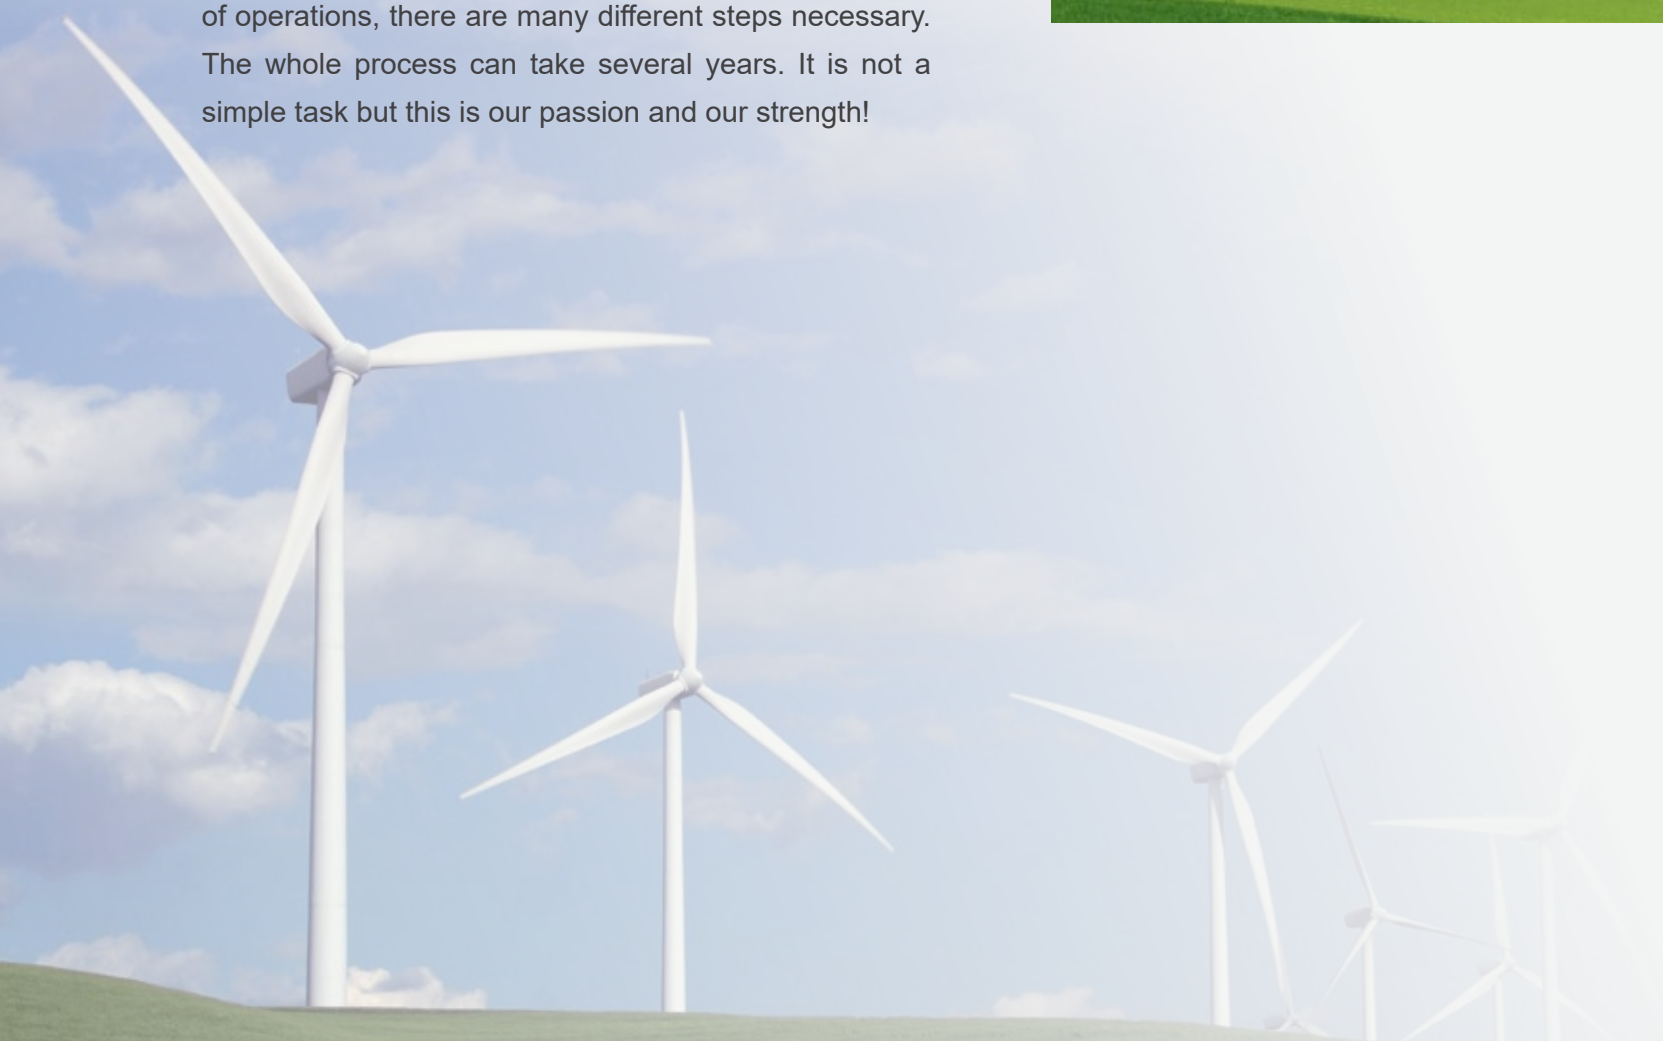 of operations, there are many different steps necessary.
The whole process can take several years. It is not a
simple task but this is our passion and our strength!